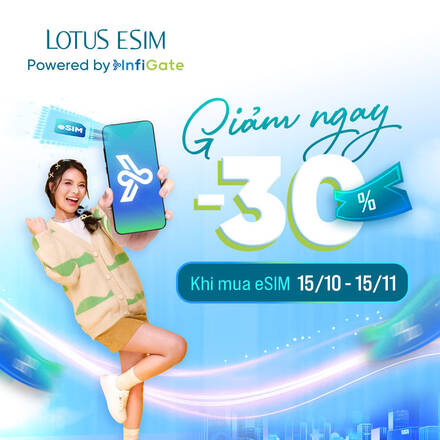 LOTUS ESIM
Powered by InfiGate
eSIM
Giảm ngay
-30
%
Khi mua eSIM 15/10 - 15/11